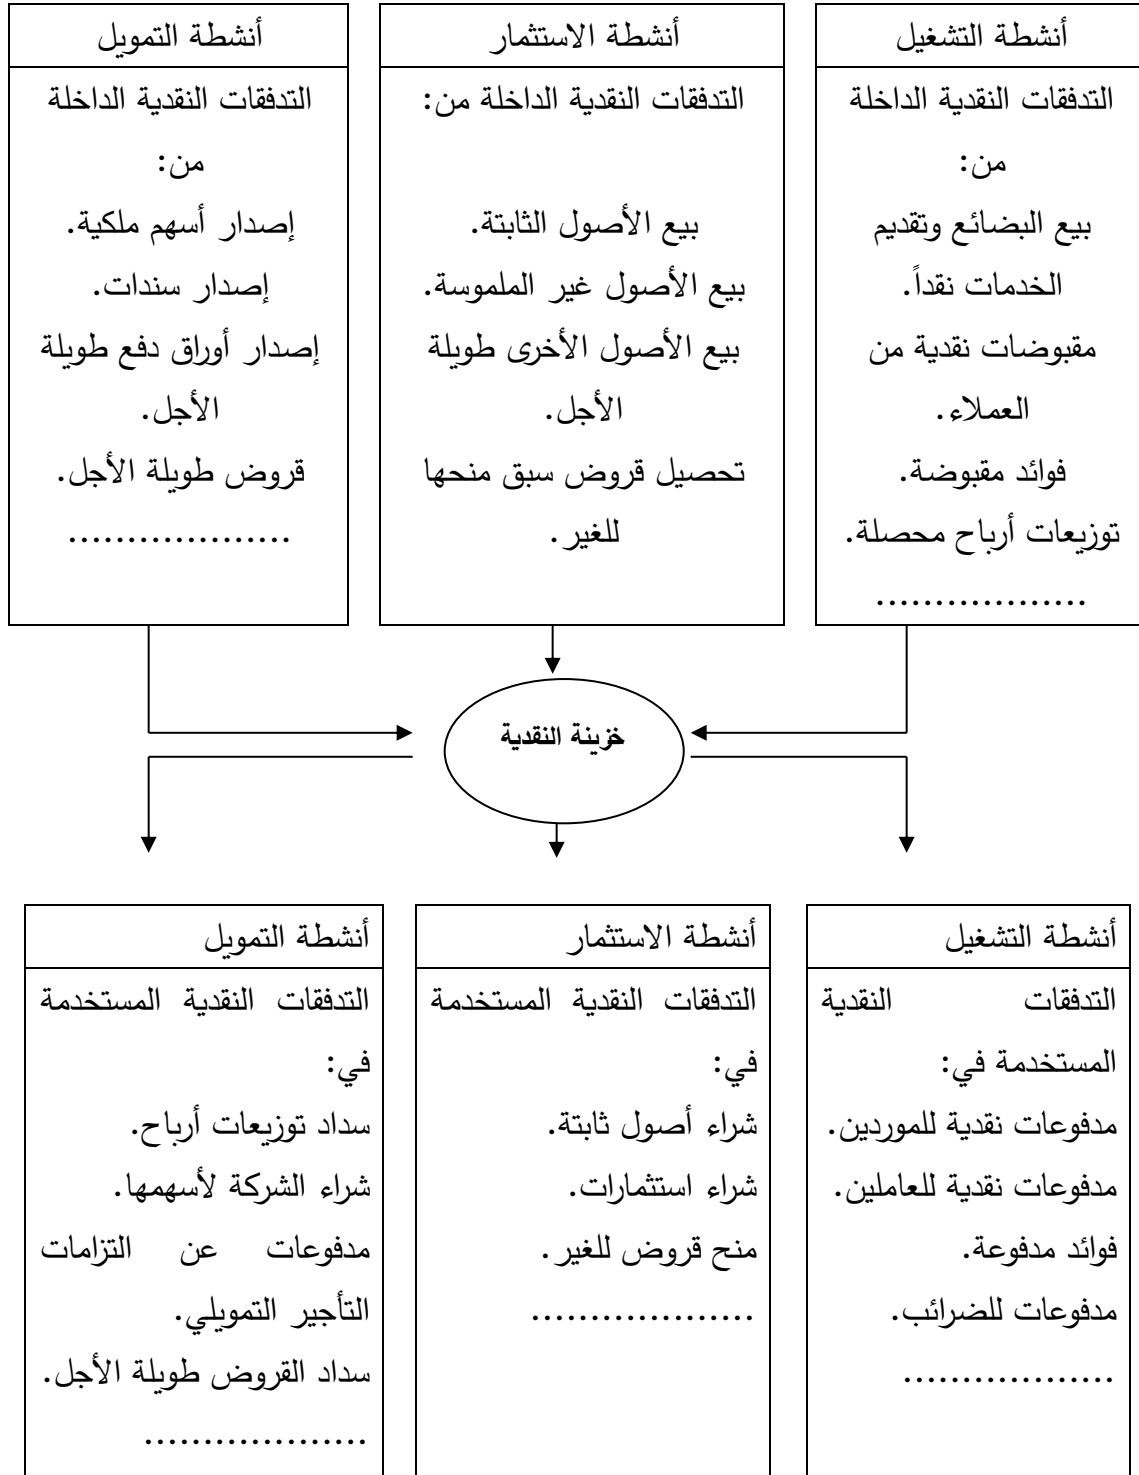 أنشطة التشغيل
التدفقات النقدية الداخلة
من:
بيع البضائع وتقديم
الخدمات نقداً.
مقبوضات نقدية من
العملاء.
فوائد مقبوضة.
توزيعات أرباح محصلة.
..................
أنشطة الاستثمار
التدفقات النقدية الداخلة من:
بيع الأصول الثابتة.
بيع الأصول غير الملموسة.
بيع الأصول الأخرى طويلة
الأجل.
تحصيل قروض سبق منحها
للغير.
أنشطة التمويل
التدفقات النقدية الداخلة
من:
إصدار أسهم ملكية.
إصدار سندات.
إصدار أوراق دفع طويلة
الأجل.
قروض طويلة الأجل.
...................
خزينة النقدية
أنشطة التشغيل
التدفقات النقدية
المستخدمة في:
مدفوعات نقدية للموردين.
مدفوعات نقدية للعاملين.
فوائد مدفوعة.
مدفوعات للضرائب.
..................
أنشطة الاستثمار
التدفقات النقدية المستخدمة
في:
شراء أصول ثابتة.
شراء استثمارات.
منح قروض للغير.
...................
أنشطة التمويل
التدفقات النقدية المستخدمة
في:
سداد توزيعات أرباح.
شراء الشركة لأسهمها.
مدفوعات عن التزامات
التأجير التمويلي.
سداد القروض طويلة الأجل.
...................